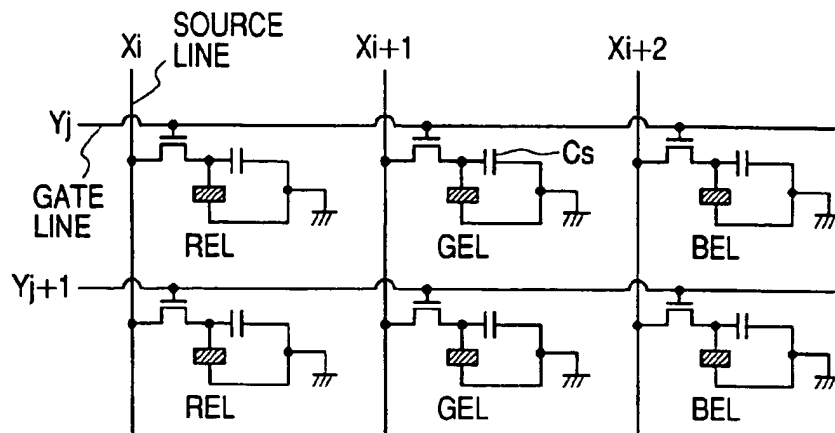 SOURCE
LINE
Xi
Xi+1
Xi+2
Yj
GATE
LINE
Cs
REL
GEL
BEL
Yj+1
REL
GEL
BEL